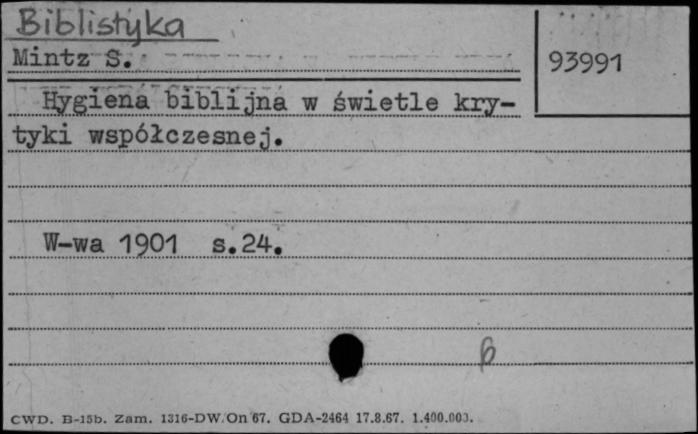 Biblistyka
Mintz S.
93991
Hygiena biblijna w świetle kry-
tyki współczesnej.
W-wa 1901 s.24.
b
CWD. B-15b. Zam. 1316-DW/On 67. GDA-2464 17.8.67. 1.400.000.